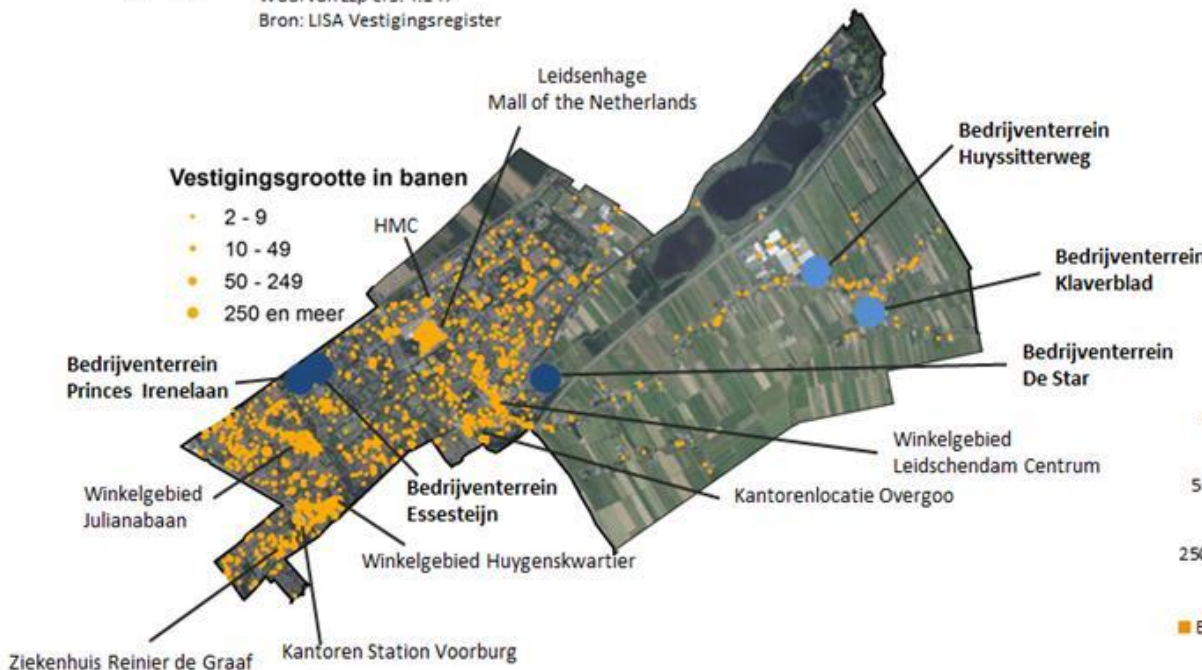 Bron: LISA Vestigingsregister
Leidsenhage
Mall of the Netherlands
Bedrijventerrein
Huyssitterweg
Vestigingsgrootte in banen
2 - 9
10 - 49
50 - 249
250 en meer
HMC
Bedrijventerrein
Klaverblad
Bedrijventerrein
Princes Irenelaan
Bedrijventerrein
De Star
Winkelgebied
Leidschendam Centrum
Kantorenlocatie Overgoo
Winkelgebied
Julianabaan
Bedrijventerrein
Essesteijn
Winkelgebied Huygenskwartier
Ziekenhuis Reinier de Graaf
Kantoren Station Voorburg
5
250